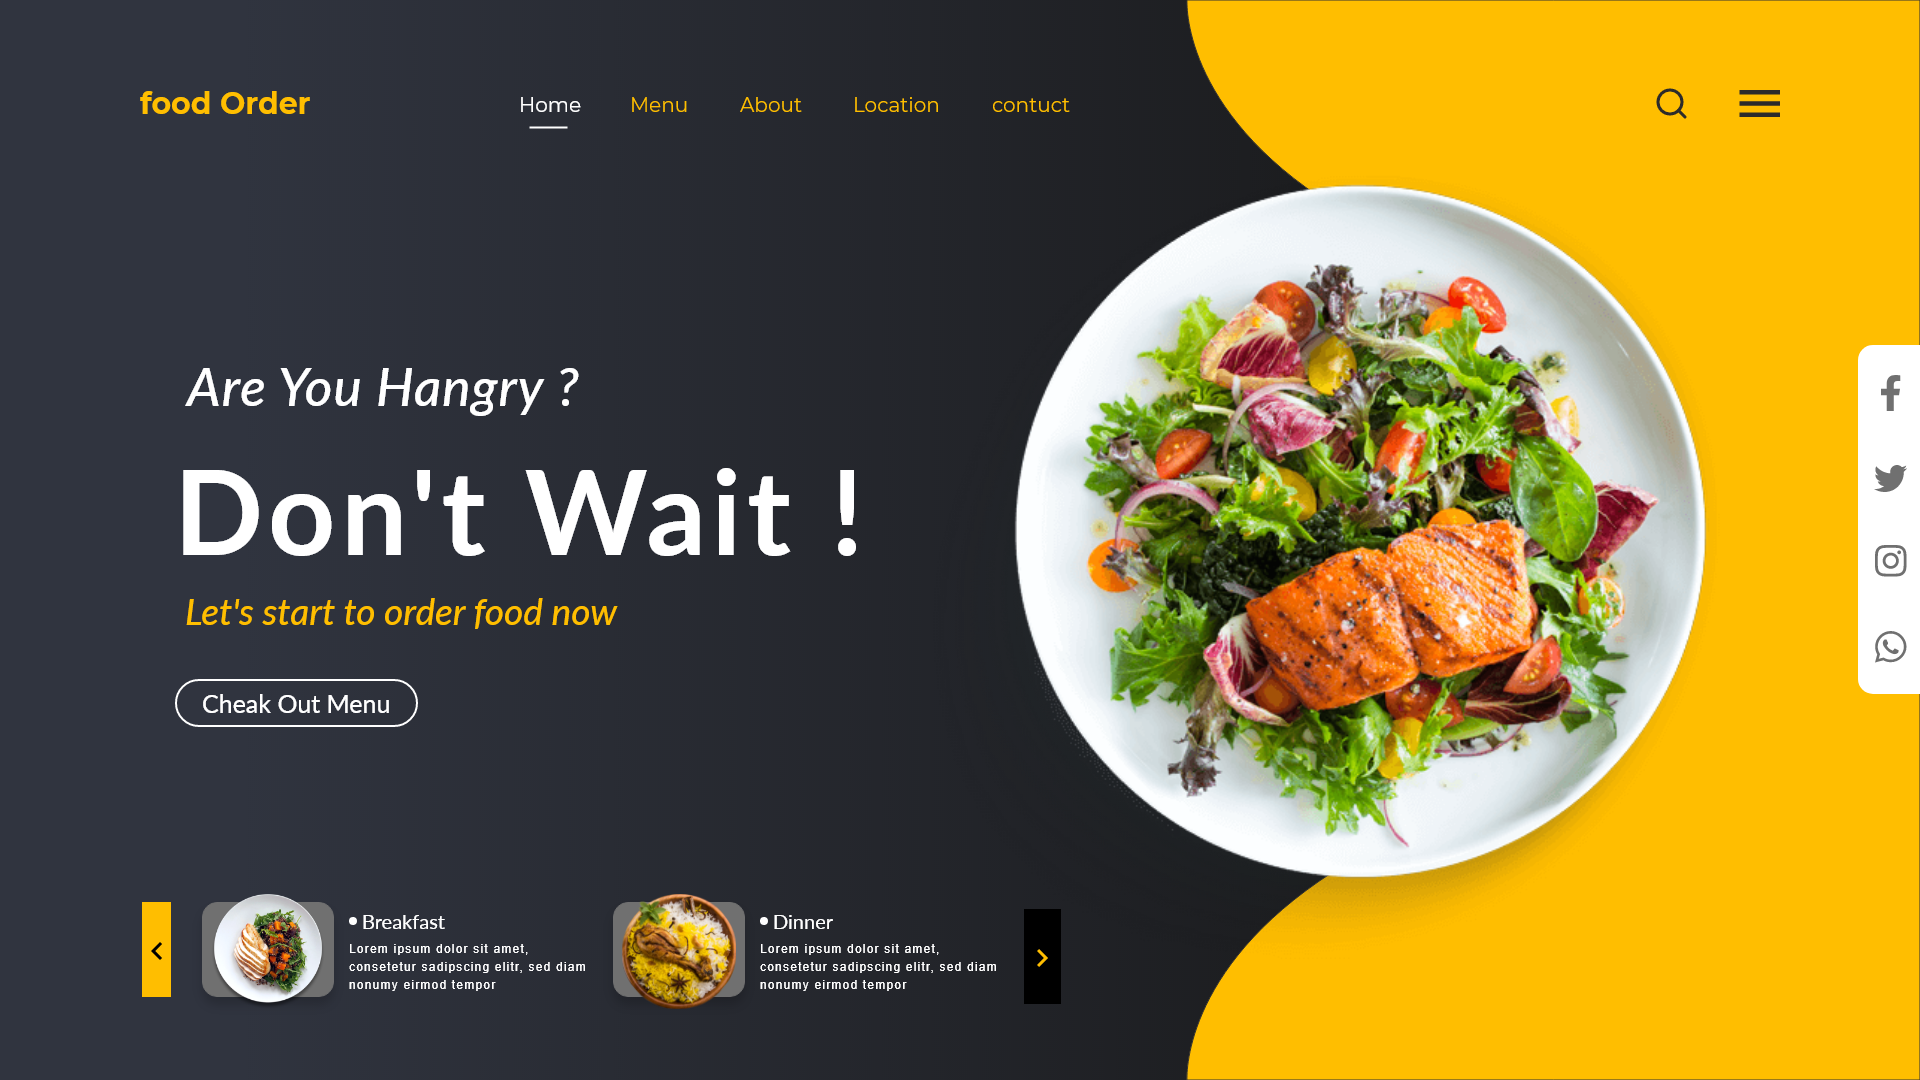 food Order
Home
Menu
About
Location
contuct
Are You Hangry ?
Don't Wait !
Let's start to order food now
Cheak Out Menu
Breakfast
Lorem ipsum dolor sit amet,
consetetur sadipscing elitr, sed diam
nonumy eirmod tempor
Dinner
Lorem ipsum dolor sit amet,
consetetur sadipscing elitr, sed diam
nonumy eirmod tempor